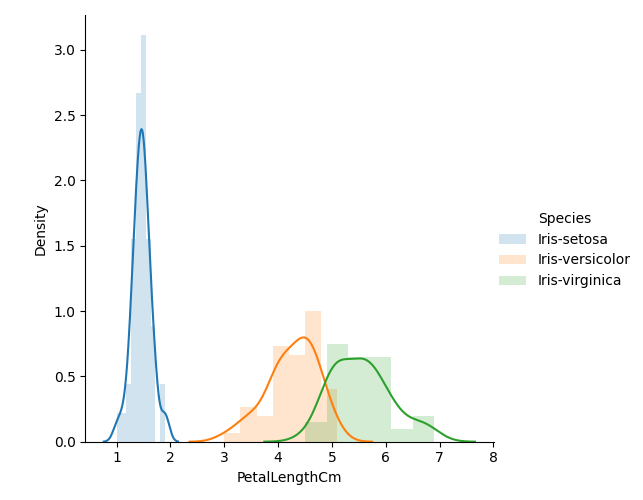 3.0
2.5
2.0
1.5
1.0
0.5
0.0
Density
1 2 3 4 5 6 7 8
PetalLengthCm
Species
Iris-setosa
Iris-versicolor
Iris-virginica